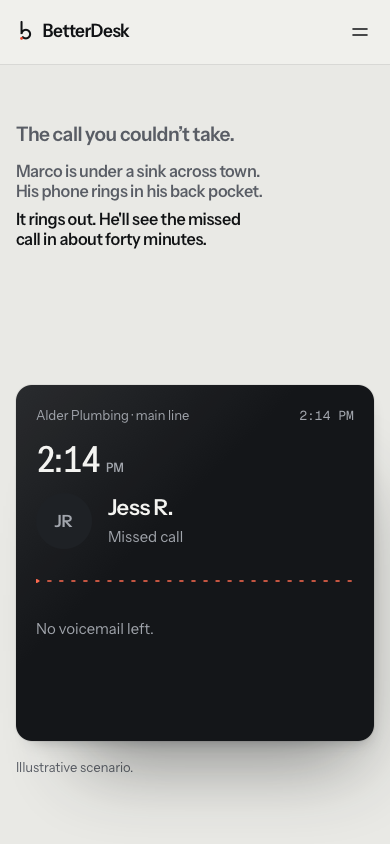 BetterDesk
The call you couldn’t take.
Marco is under a sink across town.
His phone rings in his back pocket.
It rings out. He'll see the missed
call in about forty minutes.
Alder Plumbing · main line
2:14 PM
2:14 PM
JR
Jess R.
Missed call
No voicemail left.
Illustrative scenario.